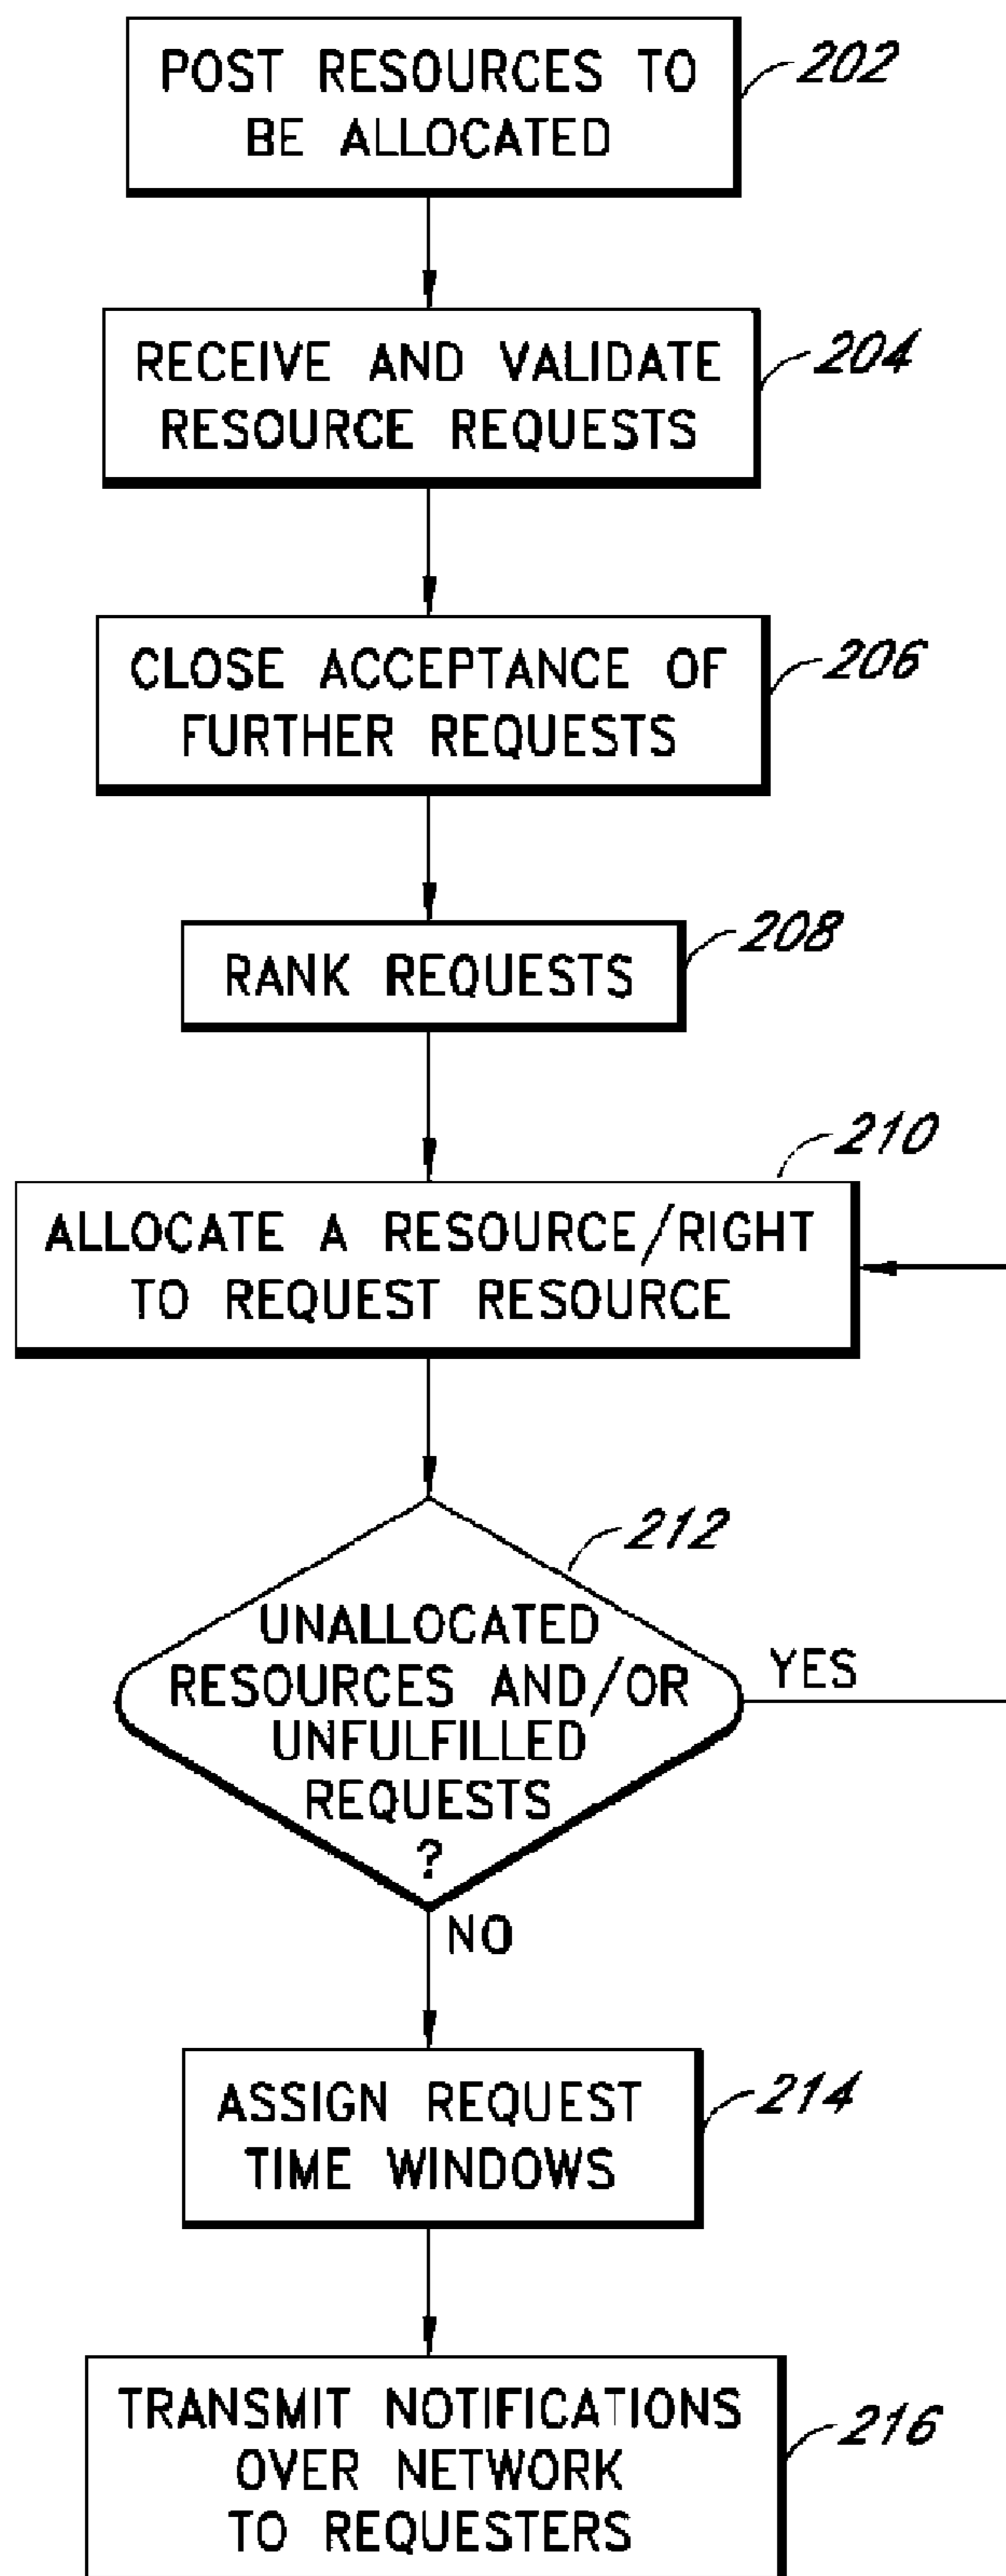 POST RESOURCES TO
BE ALLOCATED
202
RECEIVE AND VALIDATE
RESOURCE REQUESTS
204
CLOSE ACCEPTANCE OF
FURTHER REQUESTS
206
RANK REQUESTS
208
210
ALLOCATE A RESOURCE/RIGHT
TO REQUEST RESOURCE
212
UNALLOCATED
RESOURCES AND/OR
UNFULFILLED
REQUESTS
?
YES
NO
ASSIGN REQUEST
TIME WINDOWS
214
TRANSMIT NOTIFICATIONS
OVER NETWORK
TO REQUESTERS
216